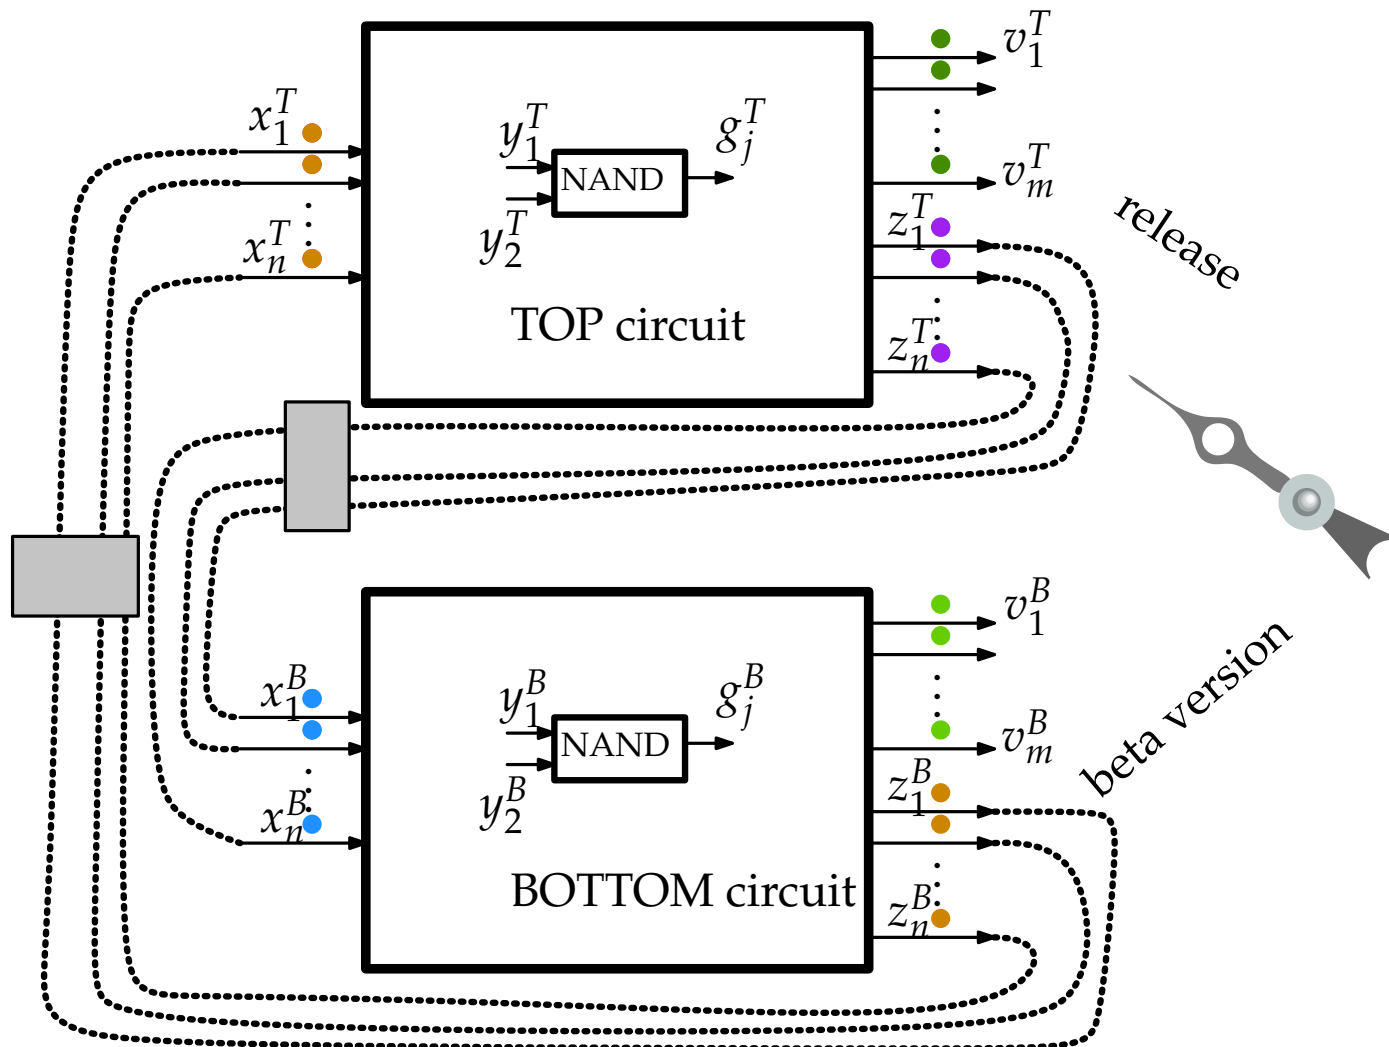 v_1^T
x_1^T
y_1^T
g_j^T
NAND
v_m^T
release
x_n^T
y_2^T
z_1^T
TOP circuit
z_n^T
v_1^B
beta version
x_1^B
y_1^B
g_j^B
NAND
v_m^B
x_n^B
y_2^B
z_1^B
BOTTOM circuit
z_n^B